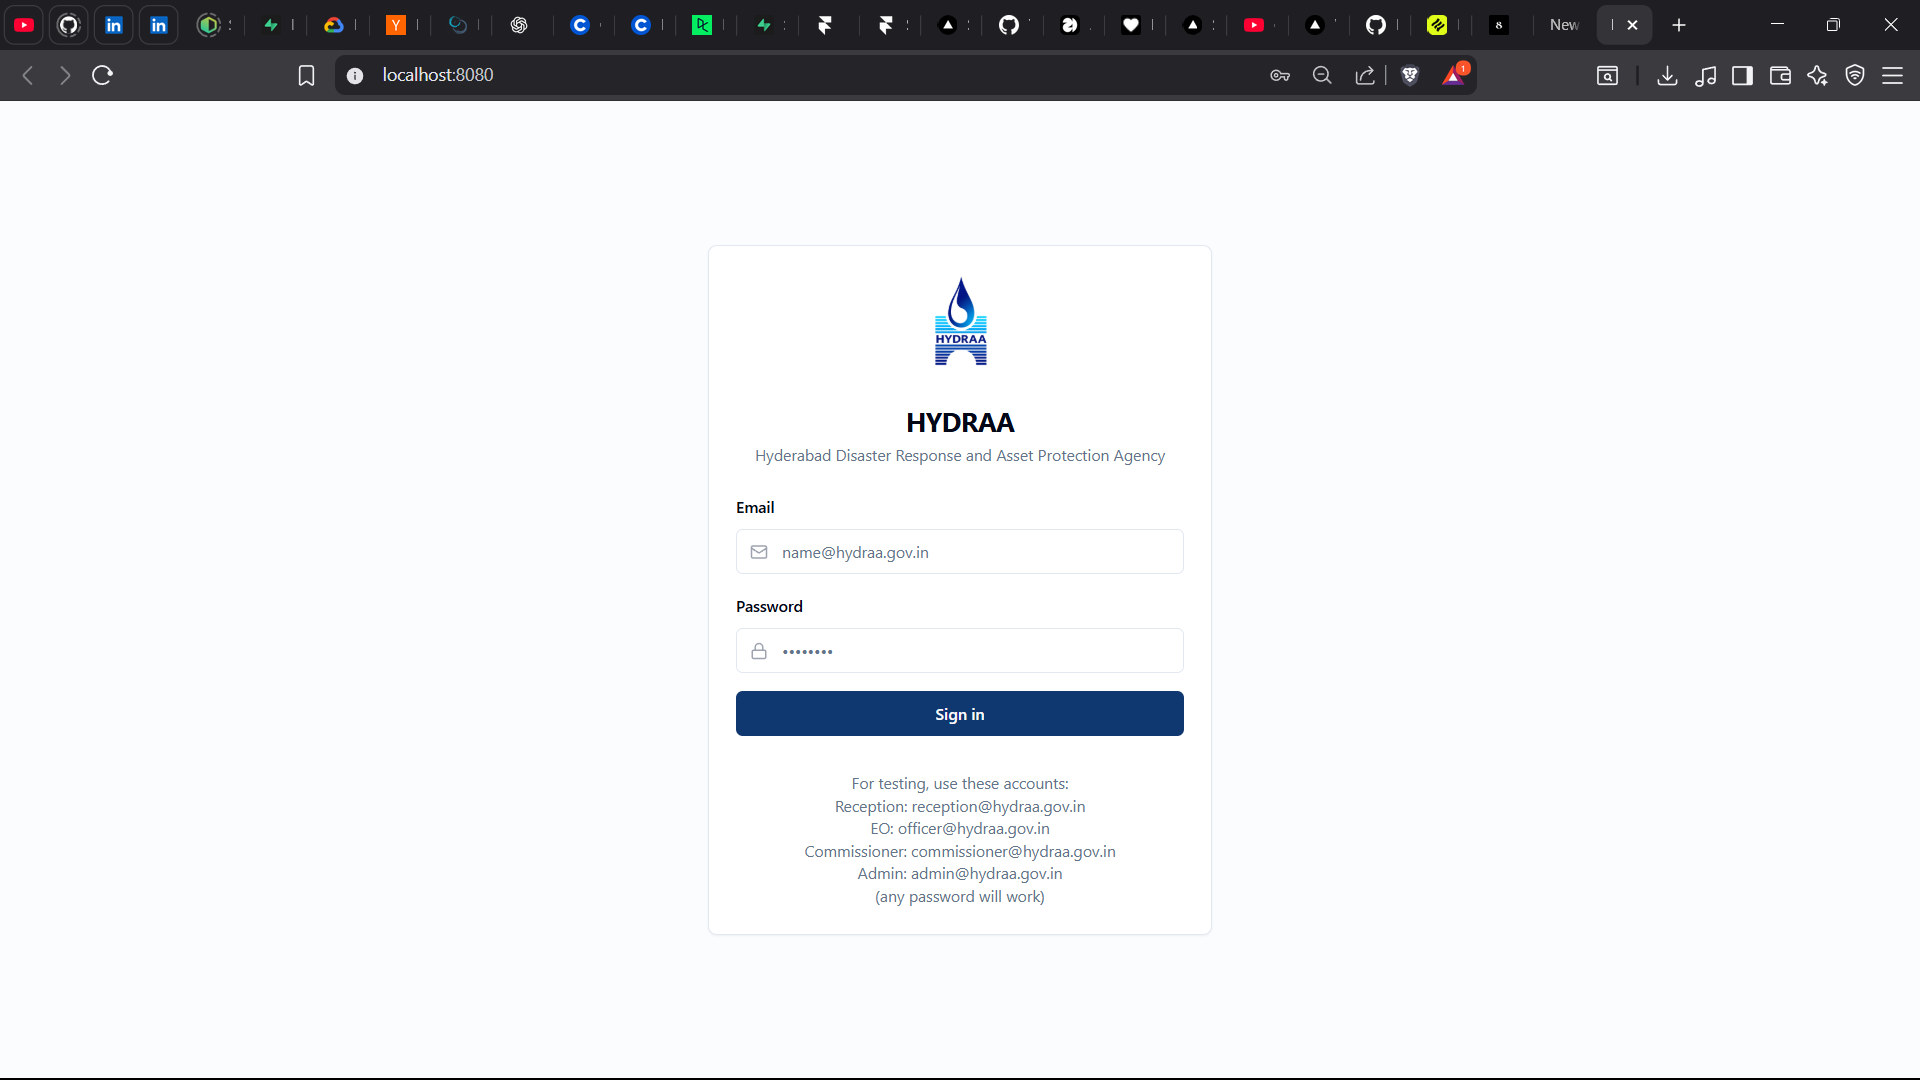 New
localhost:8080
1
HYDRAA
HYDRAA
Hyderabad Disaster Response and Asset Protection Agency
Email
name@hydraa.gov.in
Password
••••••••
Sign in
For testing, use these accounts:
Reception: reception@hydraa.gov.in
EO: officer@hydraa.gov.in
Commissioner: commissioner@hydraa.gov.in
Admin: admin@hydraa.gov.in
(any password will work)